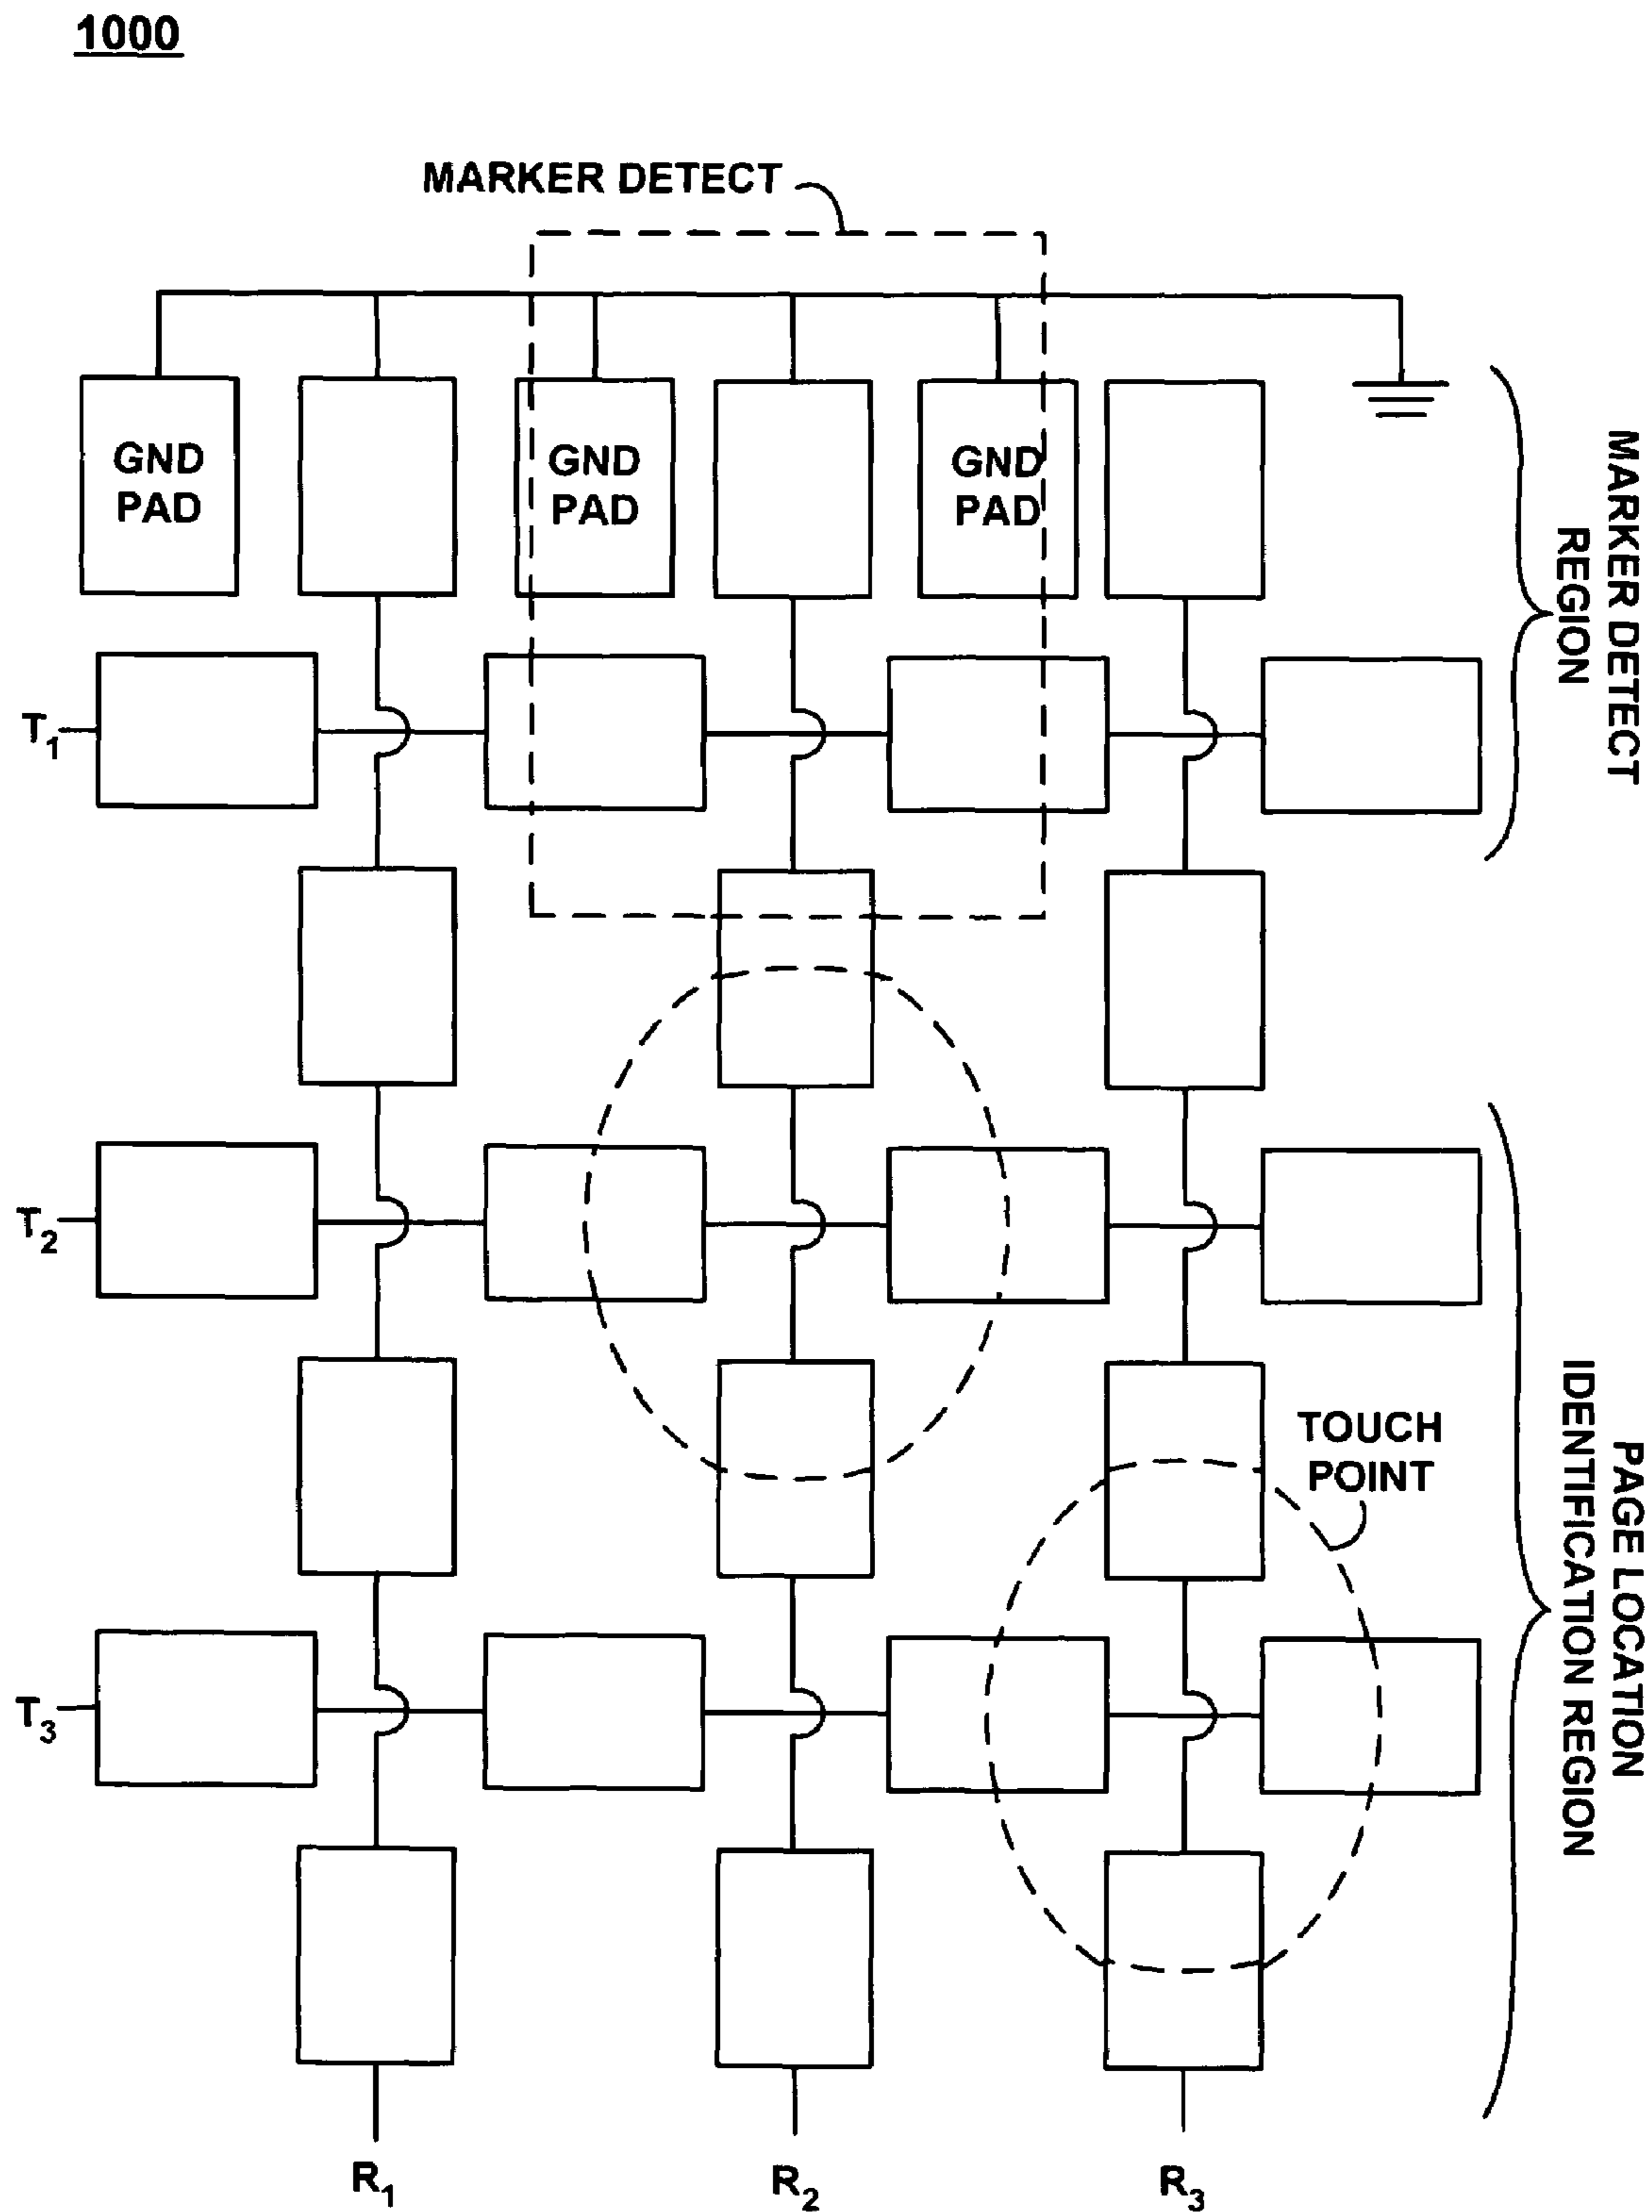 1000
MARKER DETECT
GND
PAD
GND
PAD
GND
PAD
MARKER DETECT
REGION
T1
T2
TOUCH
POINT
PAGE LOCATION
IDENTIFICATION REGION
T3
R1
R2
R3